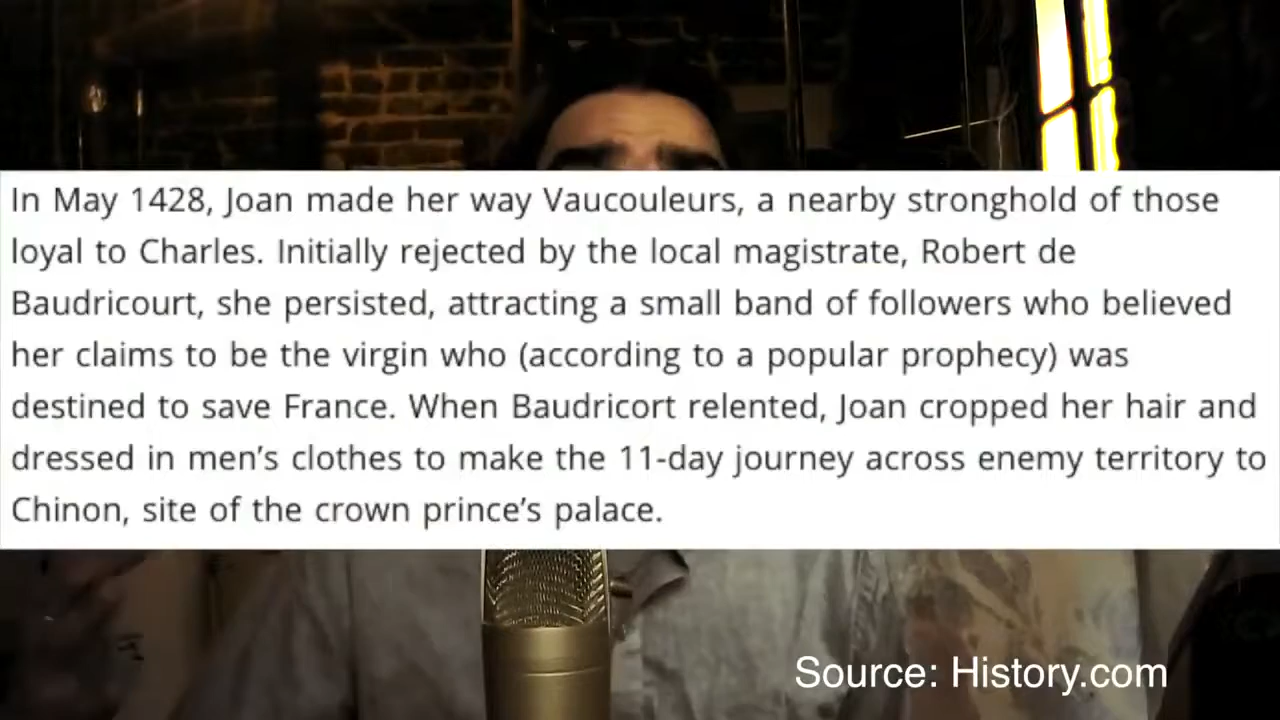 In May 1428, Joan made her way Vaucouleurs, a nearby stronghold of those
loyal to Charles. Initially rejected by the local magistrate, Robert de
Baudricourt, she persisted, attracting a small band of followers who believed
her claims to be the virgin who (according to a popular prophecy) was
destined to save France. When Baudricort relented, Joan cropped her hair and
dressed in men’s clothes to make the 11-day journey across enemy territory to
Chinon, site of the crown prince’s palace.
Source: History.com